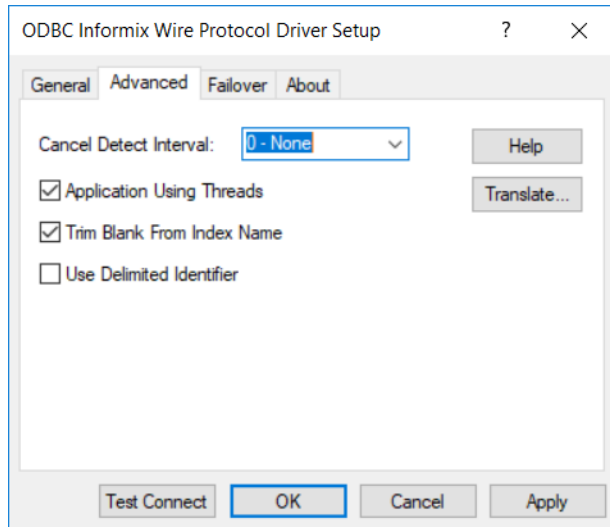 ODBC Informix Wire Protocol Driver Setup ?
General Advanced Failover About
Cancel Detect Interval: 0 - None Help
Application Using Threads Translate...
Trim Blank From Index Name
Use Delimited Identifier
Test Connect OK Cancel Apply